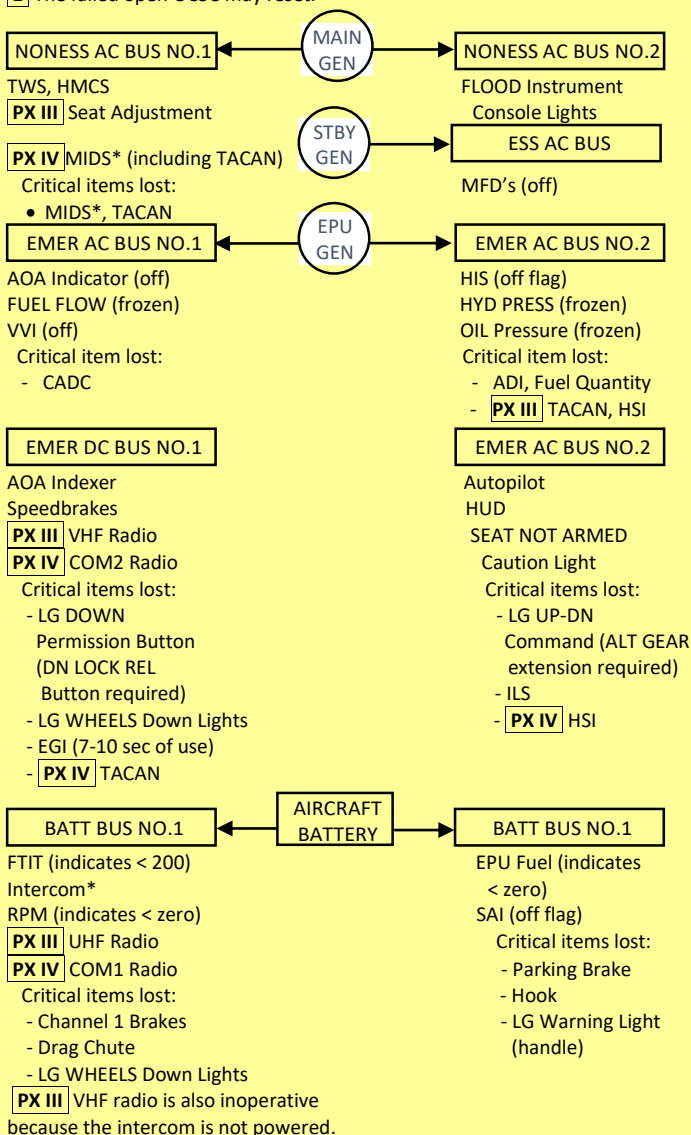 2 The failed open OCSC may reset.
MAIN
GEN
NONESS AC BUS NO.1
NONESS AC BUS NO.2
TWS, HMCS
PX III Seat Adjustment
FLOOD Instrument
Console Lights
STBY
GEN
ESS AC BUS
PX IV MIDS* (including TACAN)
Critical items lost:
• MIDS*, TACAN
MFD's (off)
EPU
GEN
EMER AC BUS NO.1
EMER AC BUS NO.2
AOA Indicator (off)
FUEL FLOW (frozen)
VVI (off)
Critical item lost:
- CADC
HIS (off flag)
HYD PRESS (frozen)
OIL Pressure (frozen)
Critical item lost:
- ADI, Fuel Quantity
- PX III TACAN, HSI
EMER DC BUS NO.1
EMER AC BUS NO.2
AOA Indexer
Speedbrakes
PX III VHF Radio
PX IV COM2 Radio
Critical items lost:
- LG DOWN
Permission Button
(DN LOCK REL
Button required)
- LG WHEELS Down Lights
- EGI (7-10 sec of use)
- PX IV TACAN
Autopilot
HUD
SEAT NOT ARMED
Caution Light
Critical items lost:
- LG UP-DN
Command (ALT GEAR
extension required)
- ILS
- PX IV HSI
AIRCRAFT
BATTERY
BATT BUS NO.1
BATT BUS NO.1
FTIT (indicates < 200)
Intercom*
RPM (indicates < zero)
PX III UHF Radio
PX IV COM1 Radio
Critical items lost:
- Channel 1 Brakes
- Drag Chute
- LG WHEELS Down Lights
PX III VHF radio is also inoperative
because the intercom is not powered.
EPU Fuel (indicates
< zero)
SAI (off flag)
Critical items lost:
- Parking Brake
- Hook
- LG Warning Light
(handle)